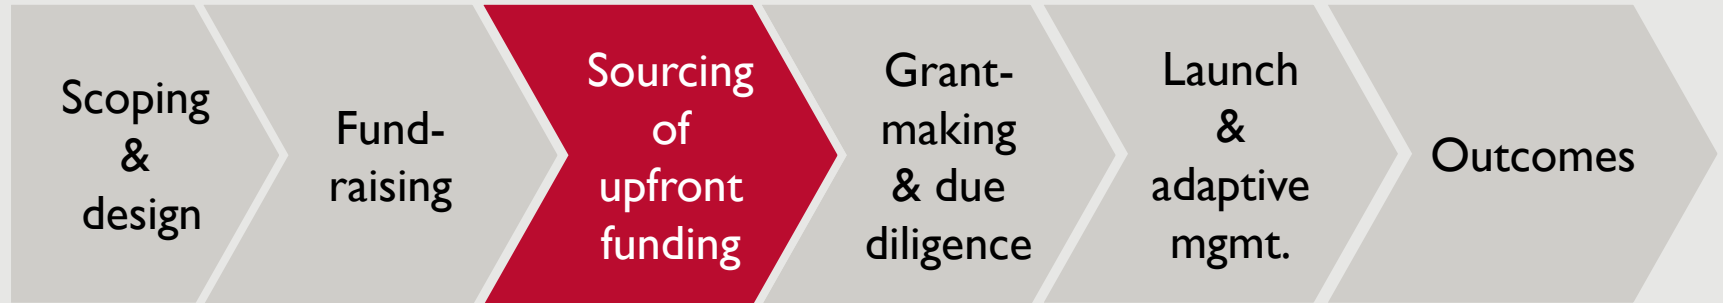 Scoping
&
design
Fund-
raising
Sourcing
of
upfront
funding
Grant-
making
& due
diligence
Launch
&
adaptive
mgmt.
Outcomes